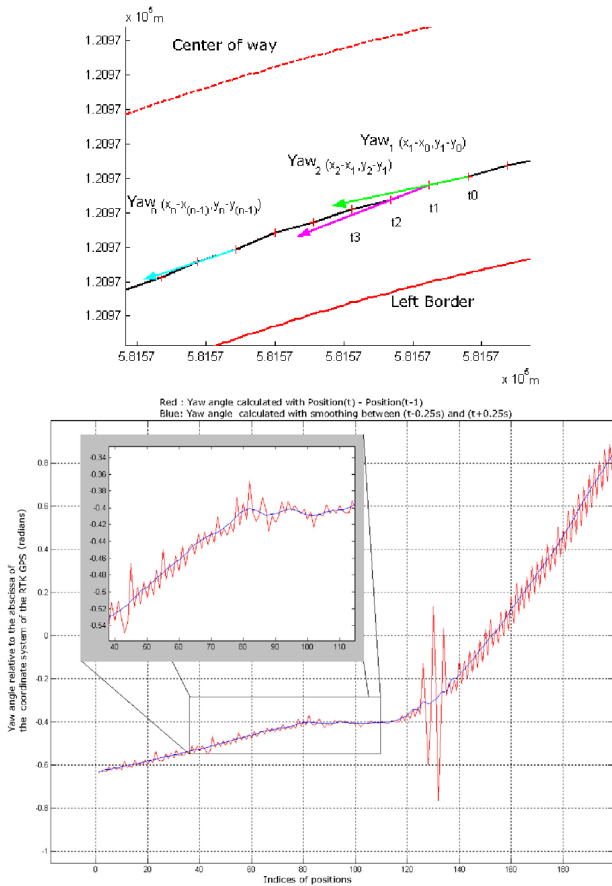 x 10⁵ m
1.2097
Center of way
1.2097
1.2097
Yaw₁ (x₁-x₀,y₁-y₀)
1.2097
Yaw₂ (x₂-x₁,y₂-y₁)
Yawₙ (xₙ-x₍ₙ₋₁₎,yₙ-y₍ₙ₋₁₎)
1.2097
t0
t1
t2
t3
1.2097
Left Border
1.2097
5.8157 5.8157 5.8157 5.8157 5.8157 5.8157
x 10⁶ m
Red : Yaw angle calculated with Position(t) - Position(t-1)
Blue: Yaw angle calculated with smoothing between (t-0.25s) and (t+0.25s)
Yaw angle relative to the abscissa of
the coordinate system of the RTK GPS (radians)
0.8
0.6
0.4
0.2
0
-0.2
-0.4
-0.6
-0.8
-1
-0.34
-0.36
-0.38
-0.4
-0.42
-0.44
-0.46
-0.48
-0.5
-0.52
-0.54
40 50 60 70 80 90 100 110
0 20 40 60 80 100 120 140 160 180
Indices of positions